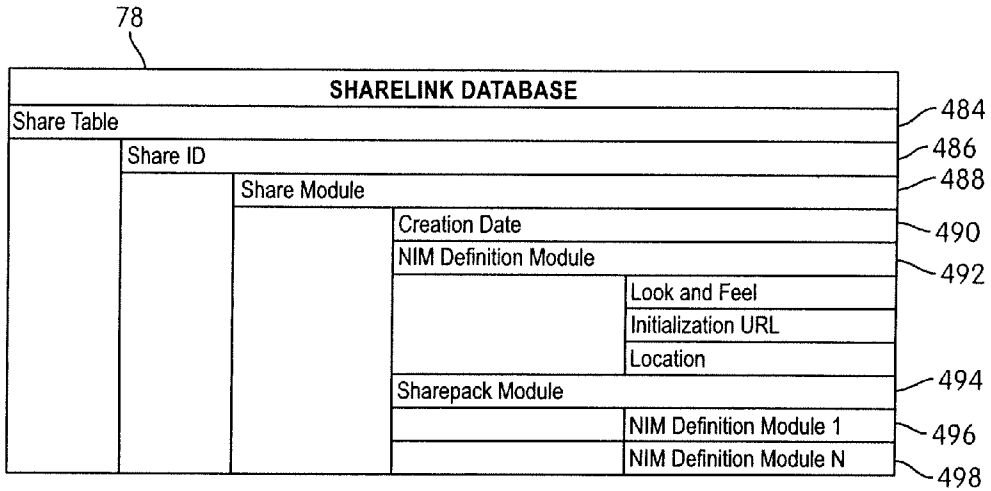 78
SHARELINK DATABASE
Share Table 484
Share ID 486
Share Module 488
Creation Date 490
NIM Definition Module 492
Look and Feel
Initialization URL
Location
Sharepack Module 494
NIM Definition Module 1 496
NIM Definition Module N 498